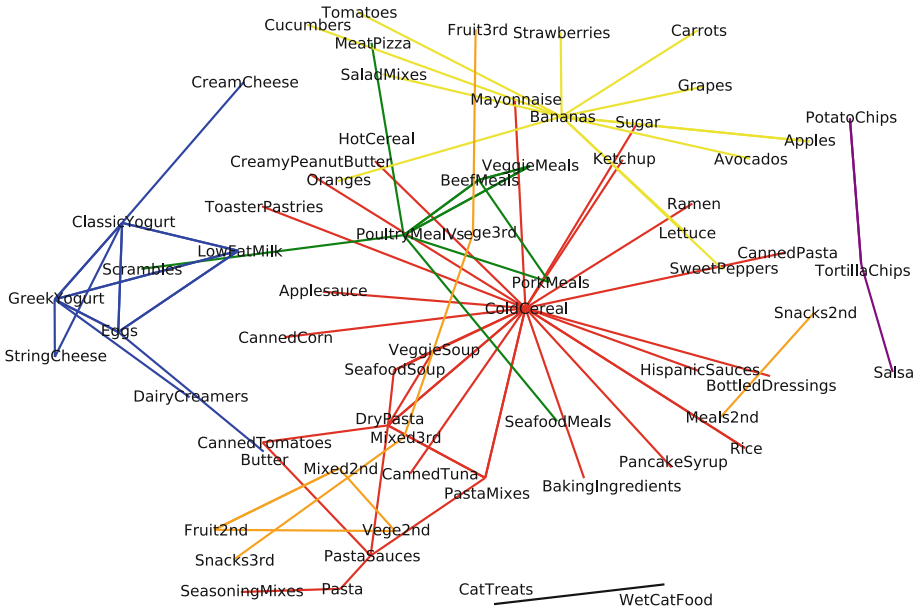 Tomatoes
Cucumbers
Fruit3rd
Strawberries
Carrots
MeatPizza
SaladMixes
CreamCheese
Grapes
Mayonnaise
Bananas
Sugar
PotatoChips
HotCereal
Apples
CreamyPeanutButter
VeggieMeals
Ketchup
Avocados
Oranges
BeefMeals
ToasterPastries
Ramen
ClassicYogurt
PoultryMeals
Vege3rd
Lettuce
LowFatMilk
CannedPasta
Scrambles
SweetPeppers
TortillaChips
Applesauce
PorkMeals
GreekYogurt
ColdCereal
Snacks2nd
Eggs
CannedCorn
StringCheese
VeggieSoup
SeafoodSoup
HispanicSauces
Salsa
BottledDressings
DairyCreamers
DryPasta
SeafoodMeals
Meals2nd
CannedTomatoes
Mixed3rd
Rice
Butter
Mixed2nd
CannedTuna
PancakeSyrup
PastaMixes
BakingIngredients
Fruit2nd
Vege2nd
Snacks3rd
PastaSauces
SeasoningMixes
Pasta
CatTreats
WetCatFood